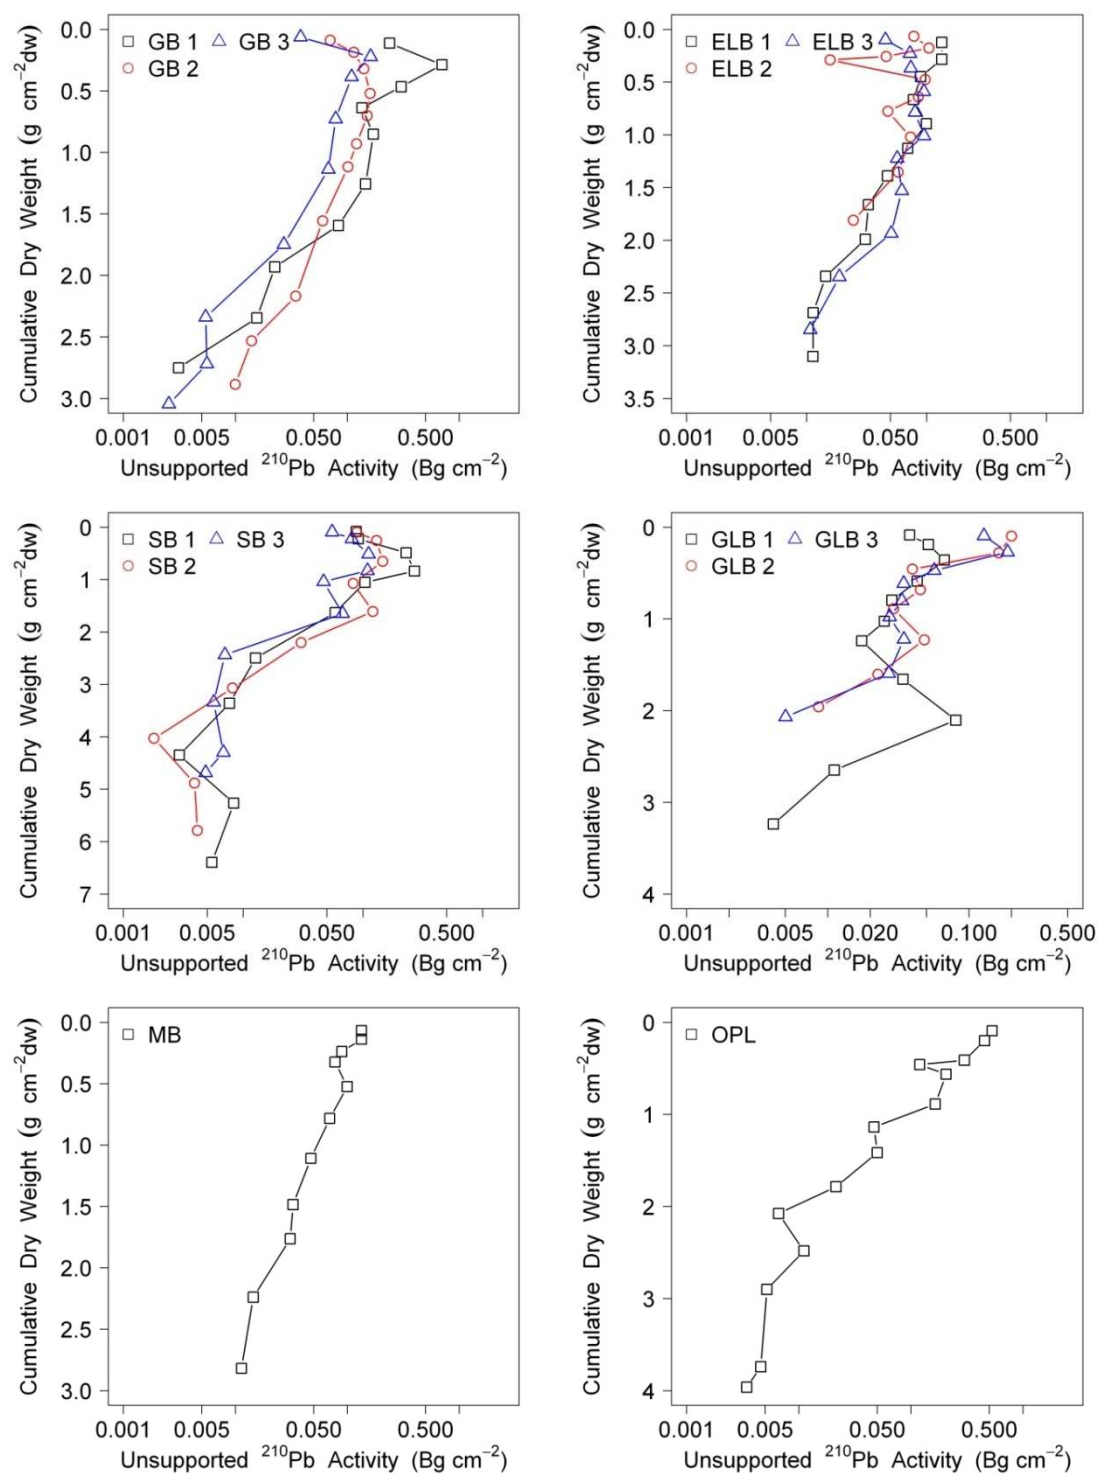 GB 1 GB 3
GB 2
Cumulative Dry Weight (g cm⁻²dw)
0.0
0.5
1.0
1.5
2.0
2.5
3.0
0.001 0.005 0.050 0.500
Unsupported ²¹⁰Pb Activity (Bg cm⁻²)
ELB 1 ELB 3
ELB 2
Cumulative Dry Weight (g cm⁻²dw)
0.0
0.5
1.0
1.5
2.0
2.5
3.0
3.5
0.001 0.005 0.050 0.500
Unsupported ²¹⁰Pb Activity (Bg cm⁻²)
SB 1 SB 3
SB 2
Cumulative Dry Weight (g cm⁻²dw)
0
1
2
3
4
5
6
7
0.001 0.005 0.050 0.500
Unsupported ²¹⁰Pb Activity (Bg cm⁻²)
GLB 1 GLB 3
GLB 2
Cumulative Dry Weight (g cm⁻²dw)
0
1
2
3
4
0.001 0.005 0.020 0.100 0.500
Unsupported ²¹⁰Pb Activity (Bg cm⁻²)
MB
Cumulative Dry Weight (g cm⁻²dw)
0.0
0.5
1.0
1.5
2.0
2.5
3.0
0.001 0.005 0.050 0.500
Unsupported ²¹⁰Pb Activity (Bg cm⁻²)
OPL
Cumulative Dry Weight (g cm⁻²dw)
0
1
2
3
4
0.001 0.005 0.050 0.500
Unsupported ²¹⁰Pb Activity (Bg cm⁻²)